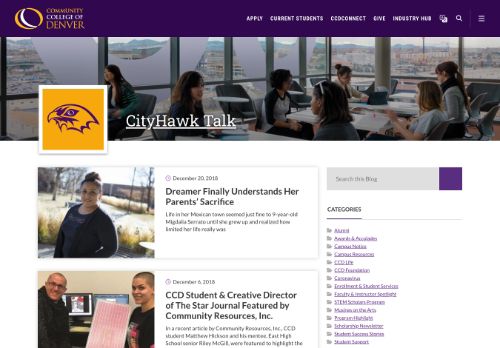 COMMUNITY
COLLEGE OF
DENVER
APPLY CURRENT STUDENTS CCDCONNECT GIVE INDUSTRY HUB
CityHawk Talk
December 20, 2018
Dreamer Finally Understands Her
Parents' Sacrifice
Life in her Mexican town seemed just fine to 9-year-old
Migdalia Serrato until she grew up and realized how
limited her life really was
December 6, 2018
CCD Student & Creative Director
of The Star Journal Featured by
Community Resources, Inc.
In a recent article by Community Resources, Inc., CCD
student Matthew Hickson and his mentee, East High
School senior Riley McGill, were featured to highlight the
Search this Blog
CATEGORIES
Alumni
Awards & Accolades
Campus Notice
Campus Resources
CCD Life
CCD Foundation
Coronavirus
Enrollment & Student Services
Faculty & Instructor Spotlight
STEM Scholars Program
Musings on the Arts
Program Highlight
Scholarship Newsletter
Student Success Stories
Student Support